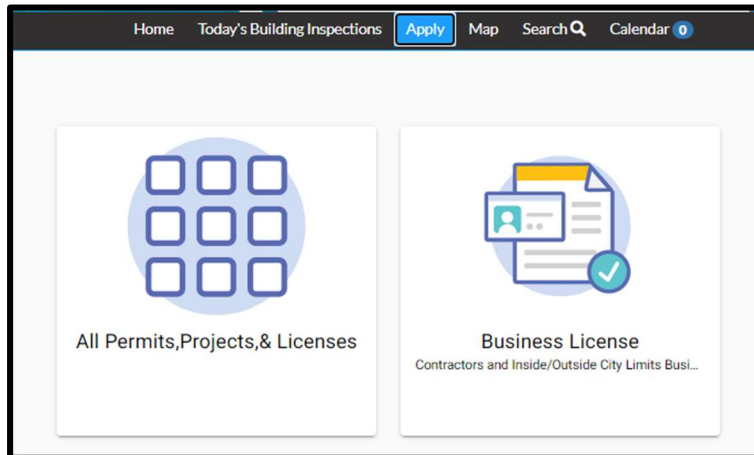 Home Today's Building Inspections Apply Map Search Calendar 0
All Permits,Projects,& Licenses
Business License
Contractors and Inside/Outside City Limits Busi...